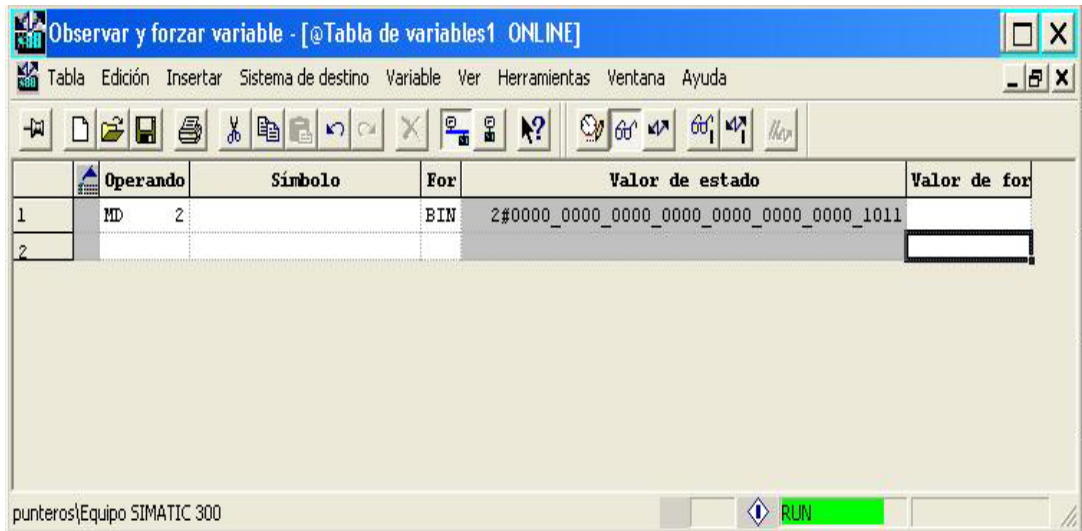 Observar y forzar variable - [@Tabla de variables1 ONLINE]
Tabla Edición Insertar Sistema de destino Variable Ver Herramientas Ventana Ayuda
Operando Símbolo For Valor de estado Valor de for
1 MD 2 BIN 2#0000_0000_0000_0000_0000_0000_0000_1011
2
punteros\Equipo SIMATIC 300 RUN